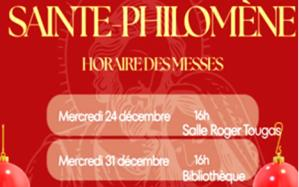 SAINTE-PHILOMÈNE
HORAIRE DES MESSES
Mercredi 24 décembre 16h
Salle Roger Tougas
Mercredi 31 décembre 16h
Bibliothèque